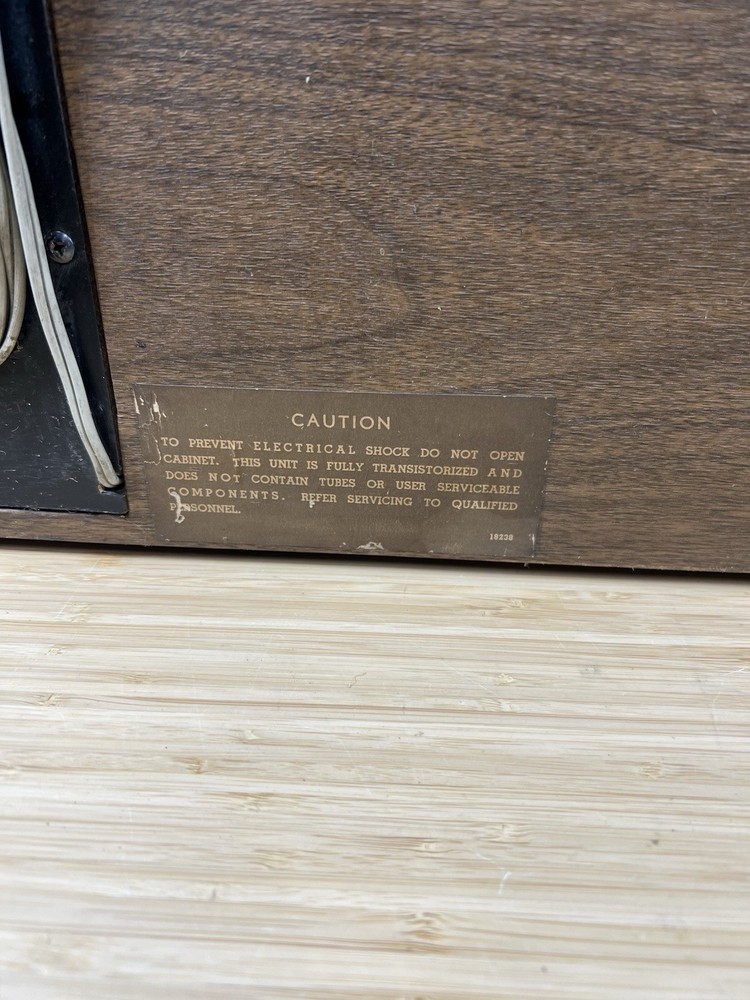 CAUTION
TO PREVENT ELECTRICAL SHOCK DO NOT OPEN
CABINET. THIS UNIT IS FULLY TRANSISTORIZED AND
DOES NOT CONTAIN TUBES OR USER SERVICEABLE
COMPONENTS. REFER SERVICING TO QUALIFIED
PERSONNEL.
18238